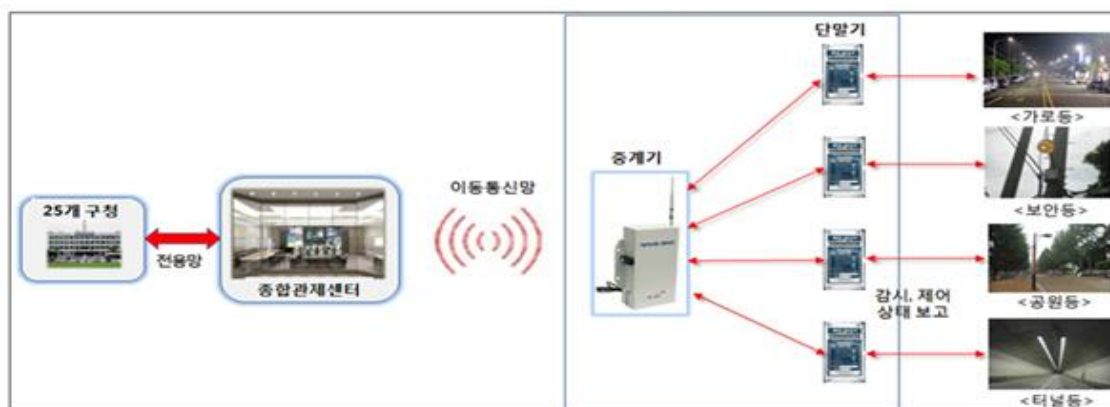 25개 구청
전용망
종합관제센터
이동통신망
중계기
단말기
감시, 제어
상태 보고
<가로등>
<보안등>
<공원등>
<터널등>